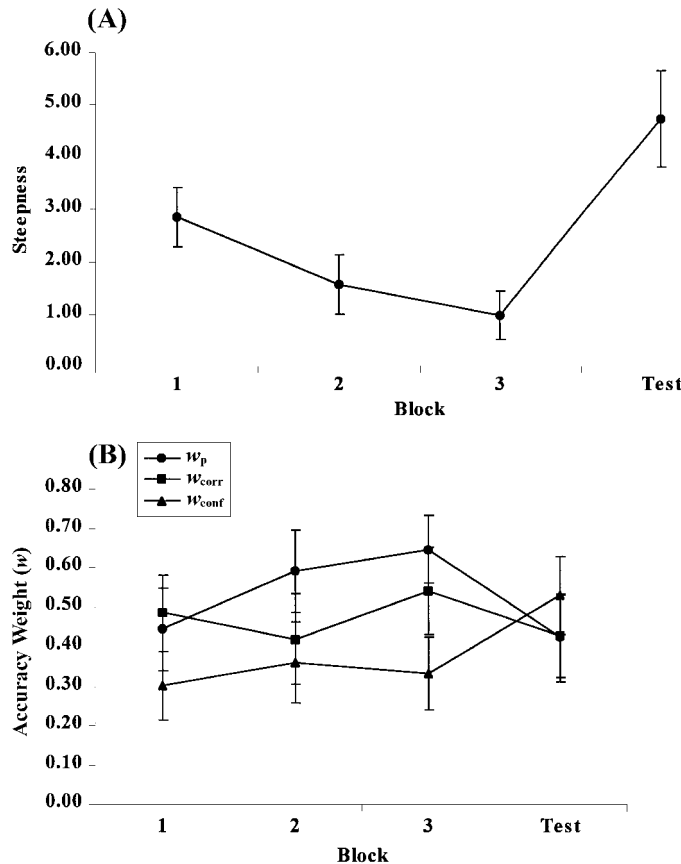 (A)
6.00
5.00
4.00
3.00
2.00
1.00
0.00
Steepness
1 2 3 Test
Block
(B)
wp
wcorr
wconf
0.80
0.70
0.60
0.50
0.40
0.30
0.20
0.10
0.00
Accuracy Weight (w)
1 2 3 Test
Block